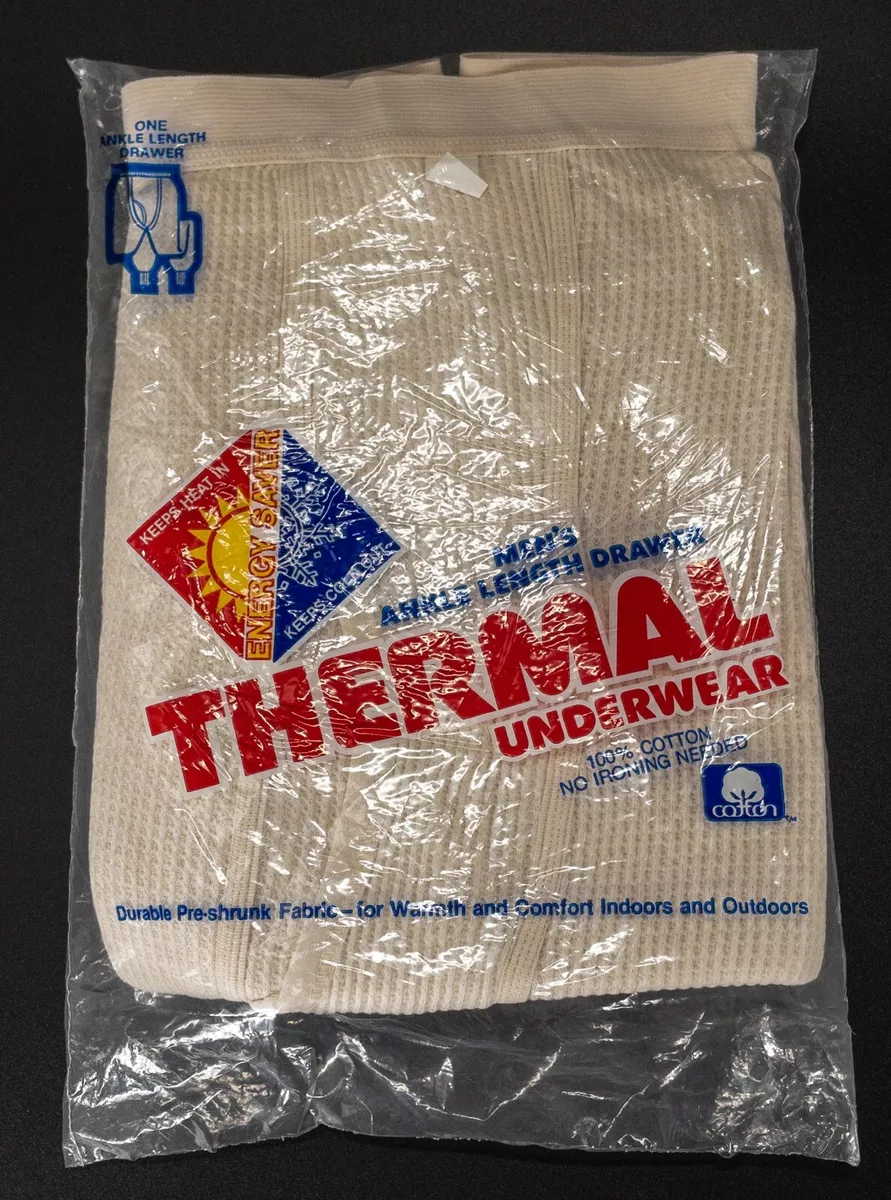 ONE
ANKLE LENGTH
DRAWER
KEEPS HEAT IN
ENERGY SAVER
KEEPS COLD OUT
MEN'S
ANKLE LENGTH DRAWER
THERMAL
UNDERWEAR
100% COTTON
NO IRONING NEEDED
cotton
TM
Durable Pre-shrunk Fabric – for Warmth and Comfort Indoors and Outdoors